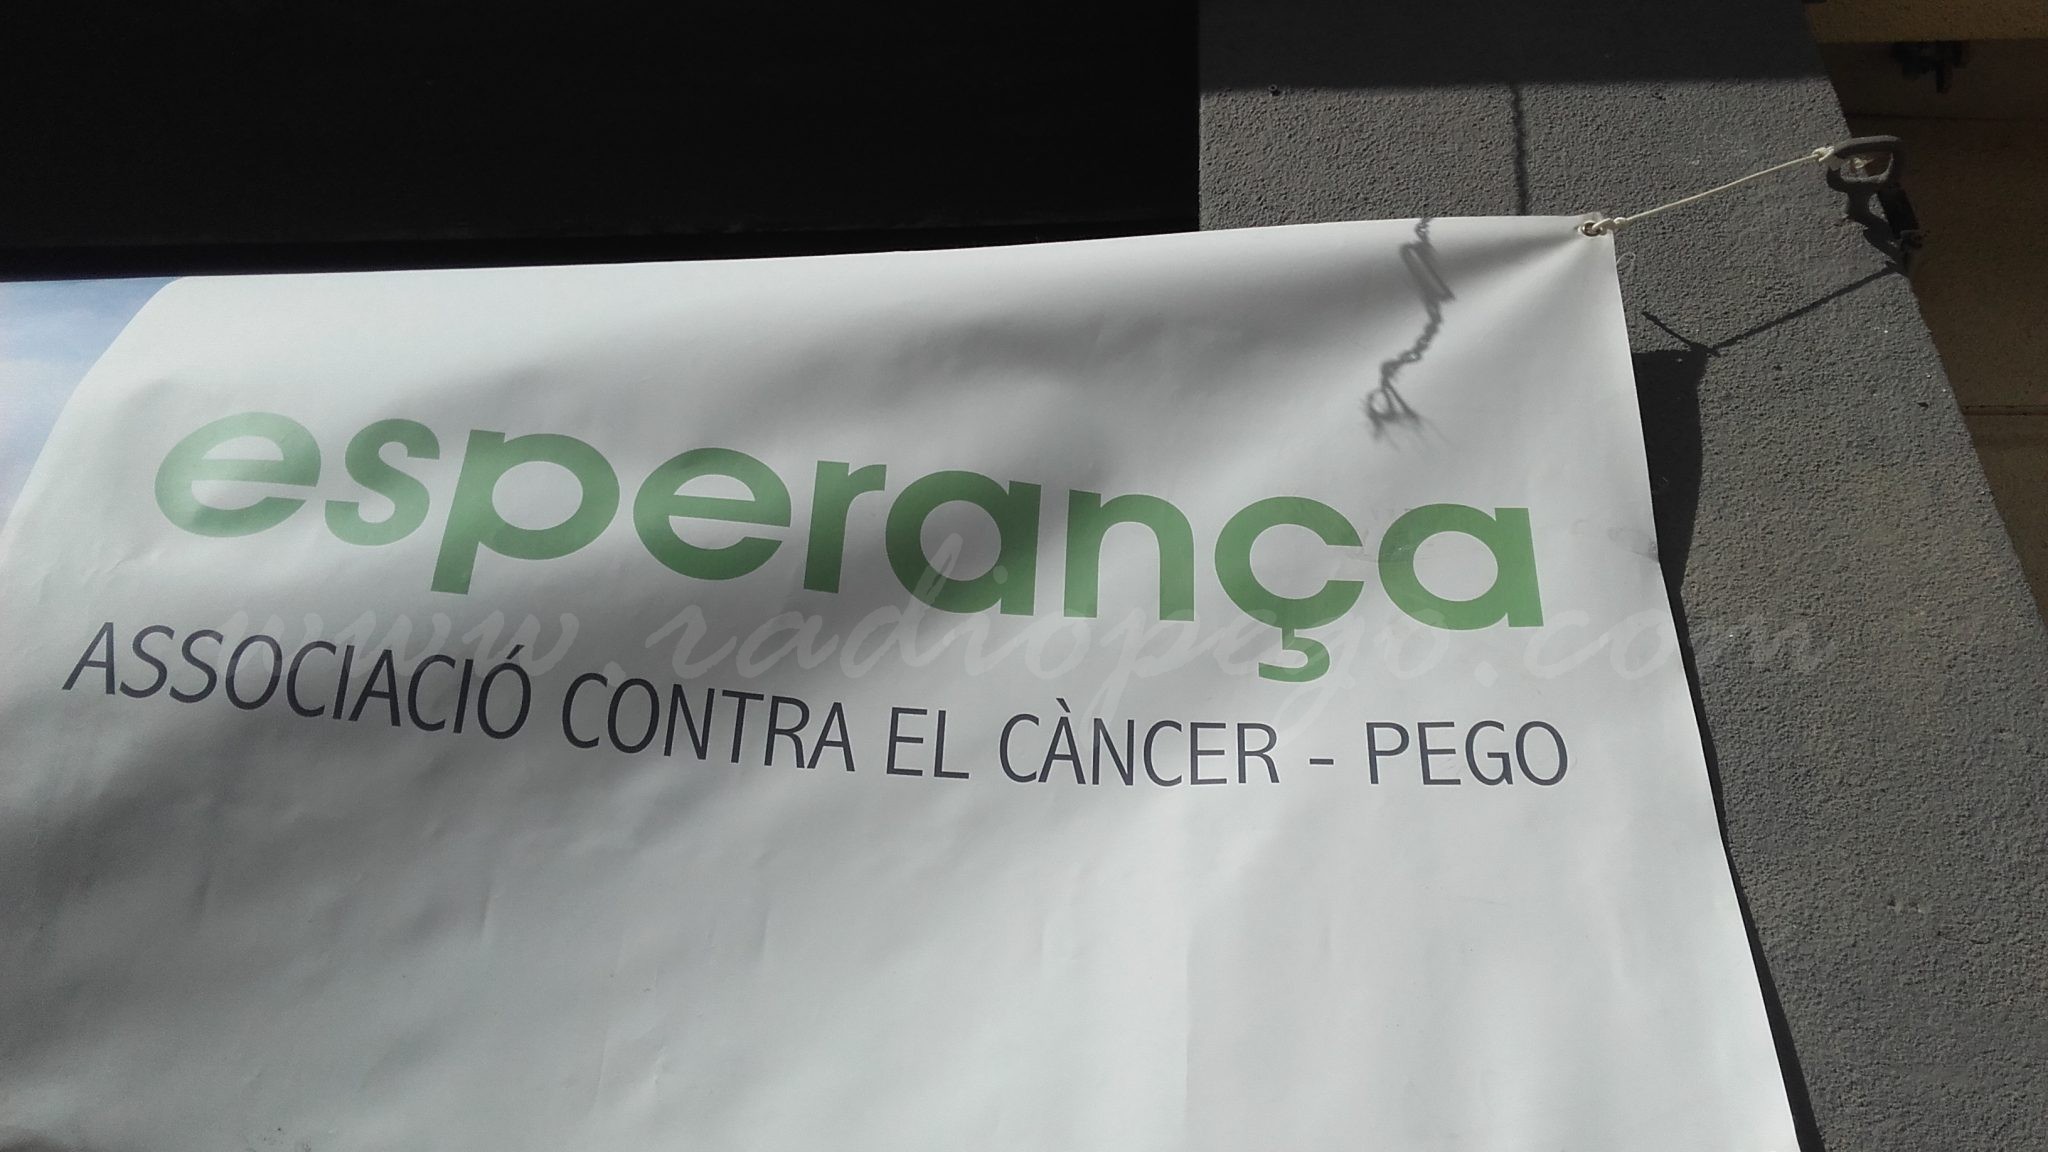 esperança
www.radiopego.com
ASSOCIACIÓ CONTRA EL CÀNCER - PEGO